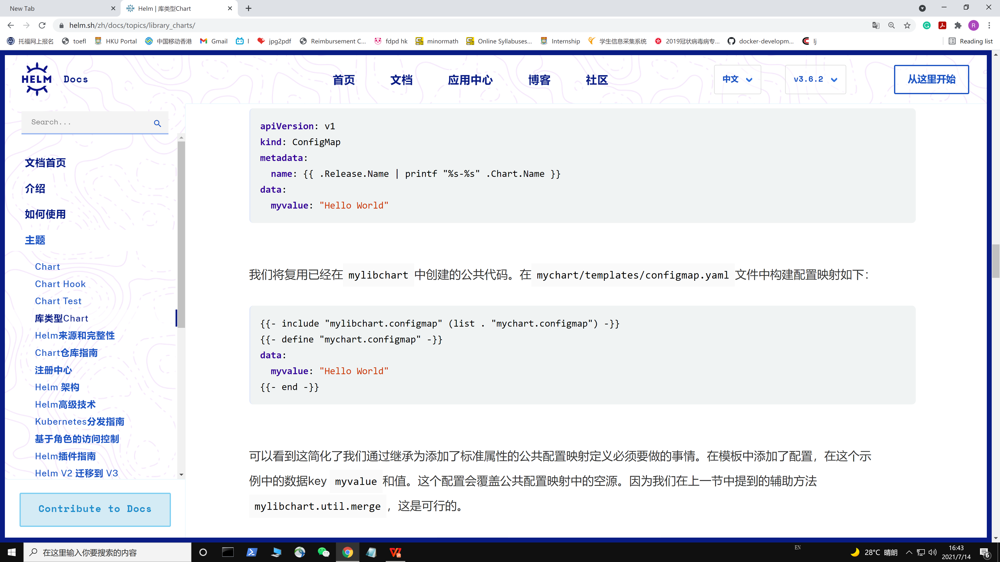 New Tab
Helm | 库类型Chart
helm.sh/zh/docs/topics/library_charts/
托福网上报名
toefl
HKU Portal
中国移动香港
Gmail
l
jpg2pdf
Reimbursement C...
fdpd hk
minormath
Online Syllabuses...
Internship
学生信息采集系统
2019冠状病毒病专...
docker-developm...
lj
Reading list
HELM
Docs
首页
文档
应用中心
博客
社区
中文
v3.6.2
从这里开始
Search...
文档首页
介绍
如何使用
主题
Chart
Chart Hook
Chart Test
库类型Chart
Helm来源和完整性
Chart仓库指南
注册中心
Helm 架构
Helm高级技术
Kubernetes分发指南
基于角色的访问控制
Helm插件指南
Helm V2 迁移到 V3
Contribute to Docs
apiVersion: v1
kind: ConfigMap
metadata:
  name: {{ .Release.Name | printf "%s-%s" .Chart.Name }}
data:
  myvalue: "Hello World"
我们将复用已经在 mylibchart 中创建的公共代码。在 mychart/templates/configmap.yaml 文件中构建配置映射如下：
{{- include "mylibchart.configmap" (list . "mychart.configmap") -}}
{{- define "mychart.configmap" -}}
data:
  myvalue: "Hello World"
{{- end -}}
可以看到这简化了我们通过继承为添加了标准属性的公共配置映射定义必须要做的事情。在模板中添加了配置，在这个示
例中的数据key myvalue 和值。这个配置会覆盖公共配置映射中的空源。因为我们在上一节中提到的辅助方法
mylibchart.util.merge ，这是可行的。
在这里输入你要搜索的内容
EN
28°C 晴朗
16:43
2021/7/14
6